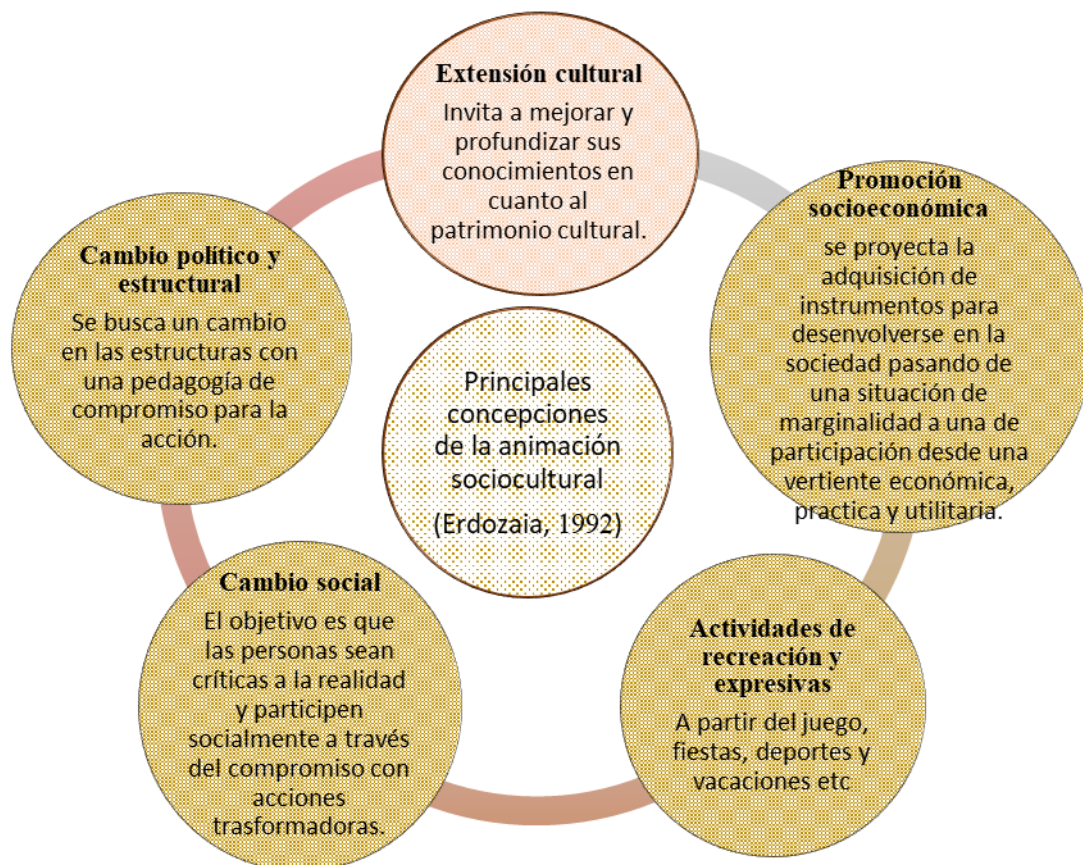 Extensión cultural
Invita a mejorar y
profundizar sus
conocimientos en
cuanto al
patrimonio cultural.
Promoción
socioeconómica
se proyecta la
adquisición de
instrumentos para
desenvolverse en la
sociedad pasando de
una situación de
marginalidad a una de
participación desde una
vertiente económica,
practica y utilitaria.
Actividades de
recreación y
expresivas
A partir del juego,
fiestas, deportes y
vacaciones etc
Cambio social
El objetivo es que
las personas sean
críticas a la realidad
y participen
socialmente a través
del compromiso con
acciones
trasformadoras.
Cambio político y
estructural
Se busca un cambio
en las estructuras con
una pedagogía de
compromiso para la
acción.
Principales
concepciones
de la animación
sociocultural
(Erdozaia, 1992)